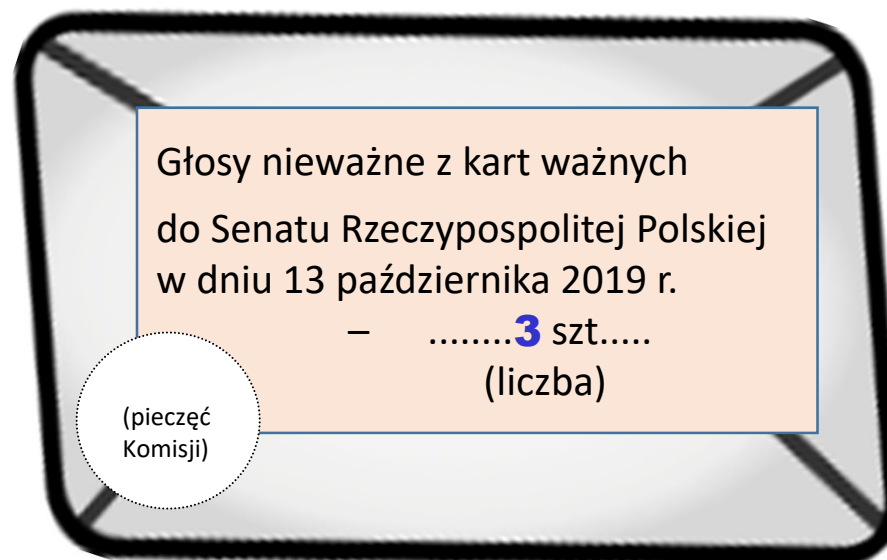 Głosy nieważne z kart ważnych
do Senatu Rzeczypospolitej Polskiej
w dniu 13 października 2019 r.
– ........3 szt.....
(liczba)
(pieczęć
Komisji)